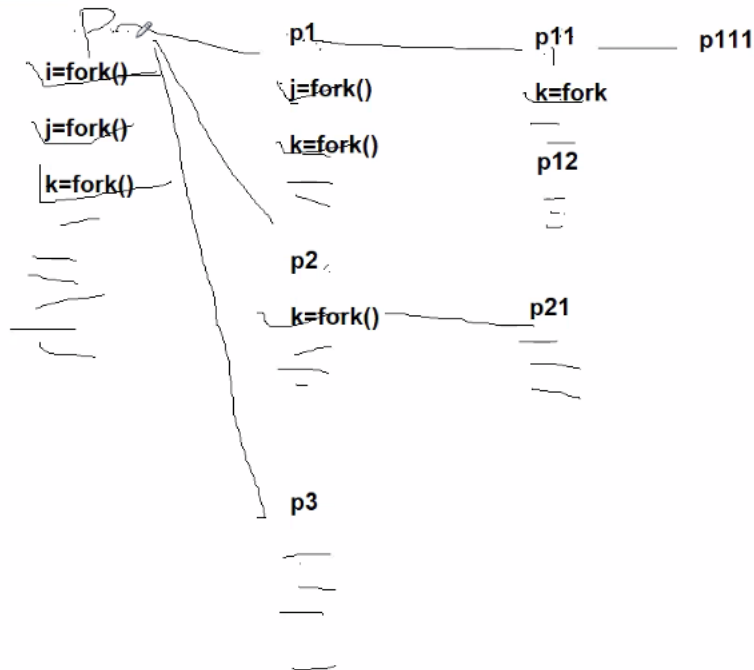 p1
p11
p111
i=fork()
j=fork()
k=fork()
j=fork()
k=fork()
k=fork
p12
p2
k=fork()
p21
p3